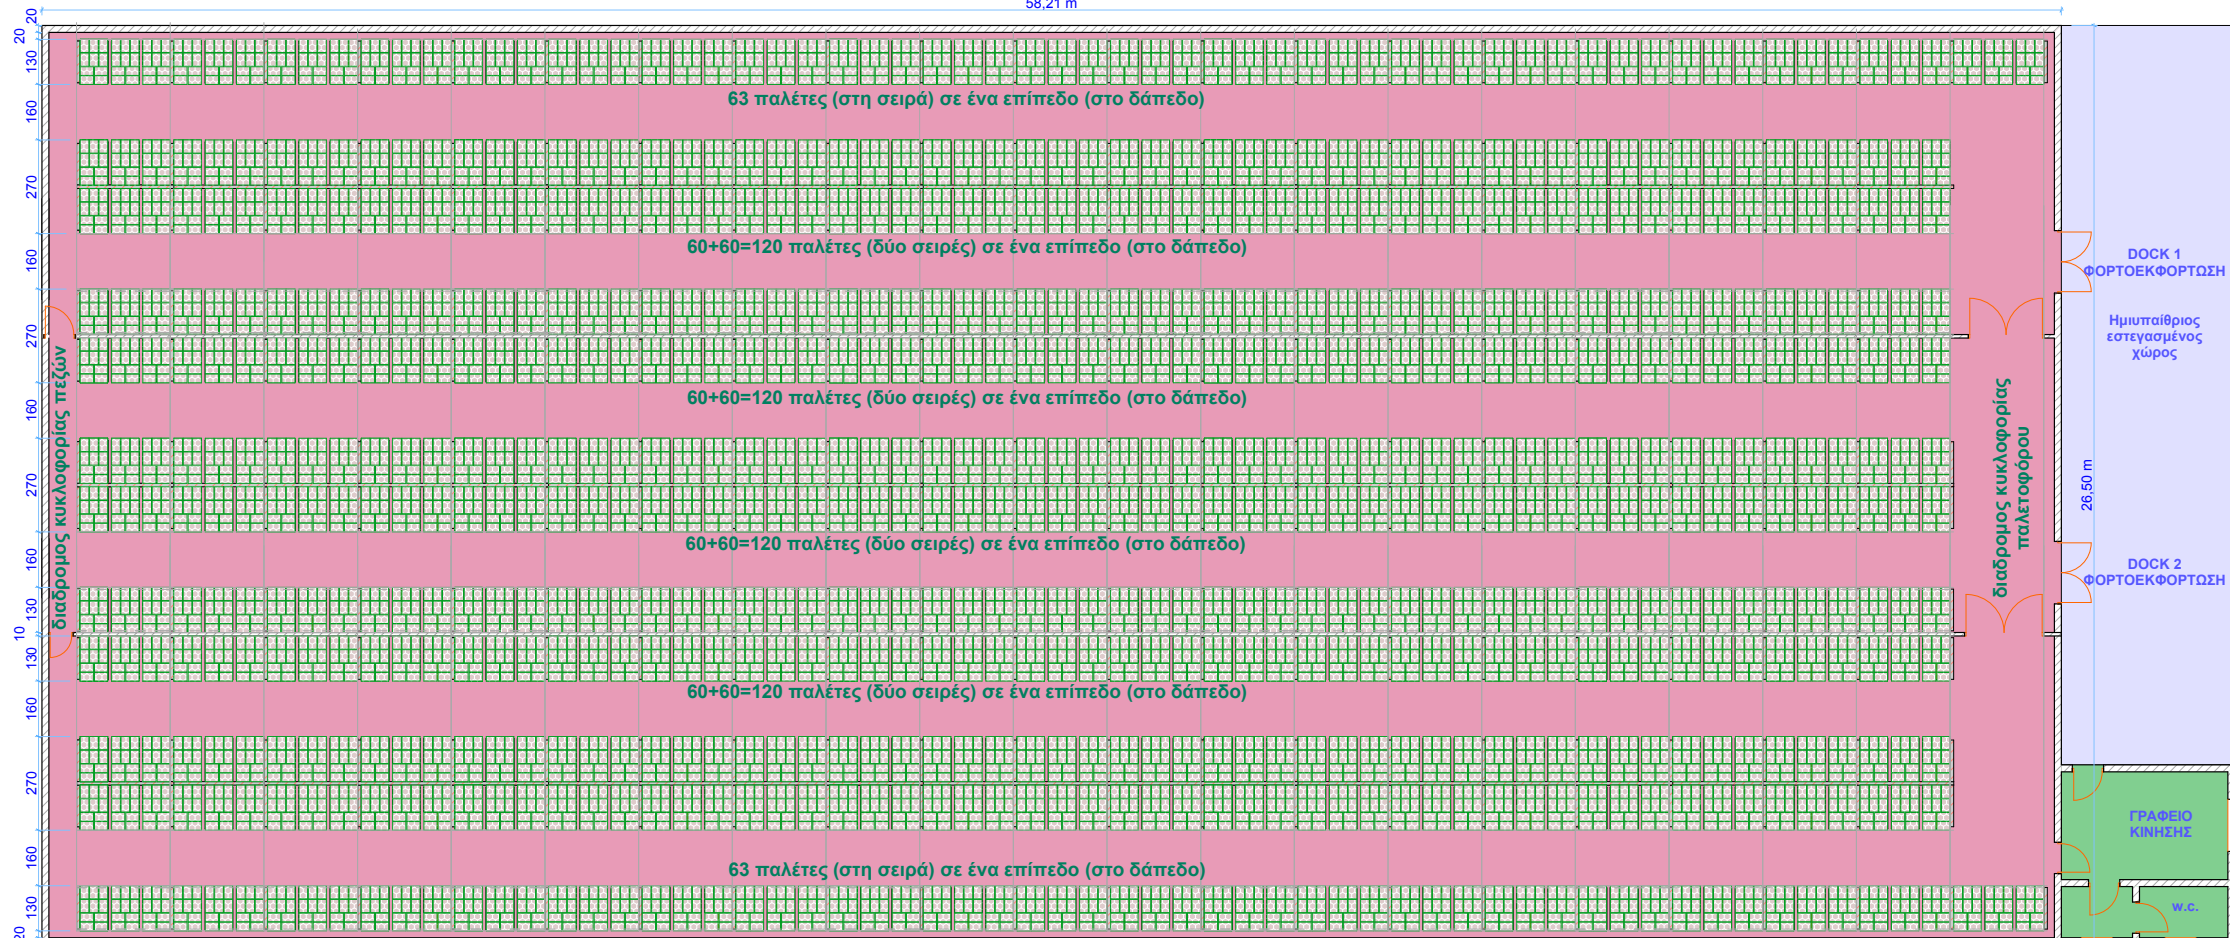 58,21 m
20
20
130
63 παλέτες (στη σειρά) σε ένα επίπεδο (στο δάπεδο)
160
270
60+60=120 παλέτες (δύο σειρές) σε ένα επίπεδο (στο δάπεδο)
160
DOCK 1
ΦΟΡΤΟΕΚΦΟΡΤΩΣΗ
Ημιυπαίθριος
εστεγασμένος
χώρος
270
60+60=120 παλέτες (δύο σειρές) σε ένα επίπεδο (στο δάπεδο)
160
διαδρομος κυκλοφορίας πεζών
διαδρομος κυκλοφορίας
παλετοφόρου
26,50 m
270
60+60=120 παλέτες (δύο σειρές) σε ένα επίπεδο (στο δάπεδο)
160
DOCK 2
ΦΟΡΤΟΕΚΦΟΡΤΩΣΗ
130
10
130
60+60=120 παλέτες (δύο σειρές) σε ένα επίπεδο (στο δάπεδο)
160
270
ΓΡΑΦΕΙΟ
ΚΙΝΗΣΗΣ
160
63 παλέτες (στη σειρά) σε ένα επίπεδο (στο δάπεδο)
130
w.c.
20